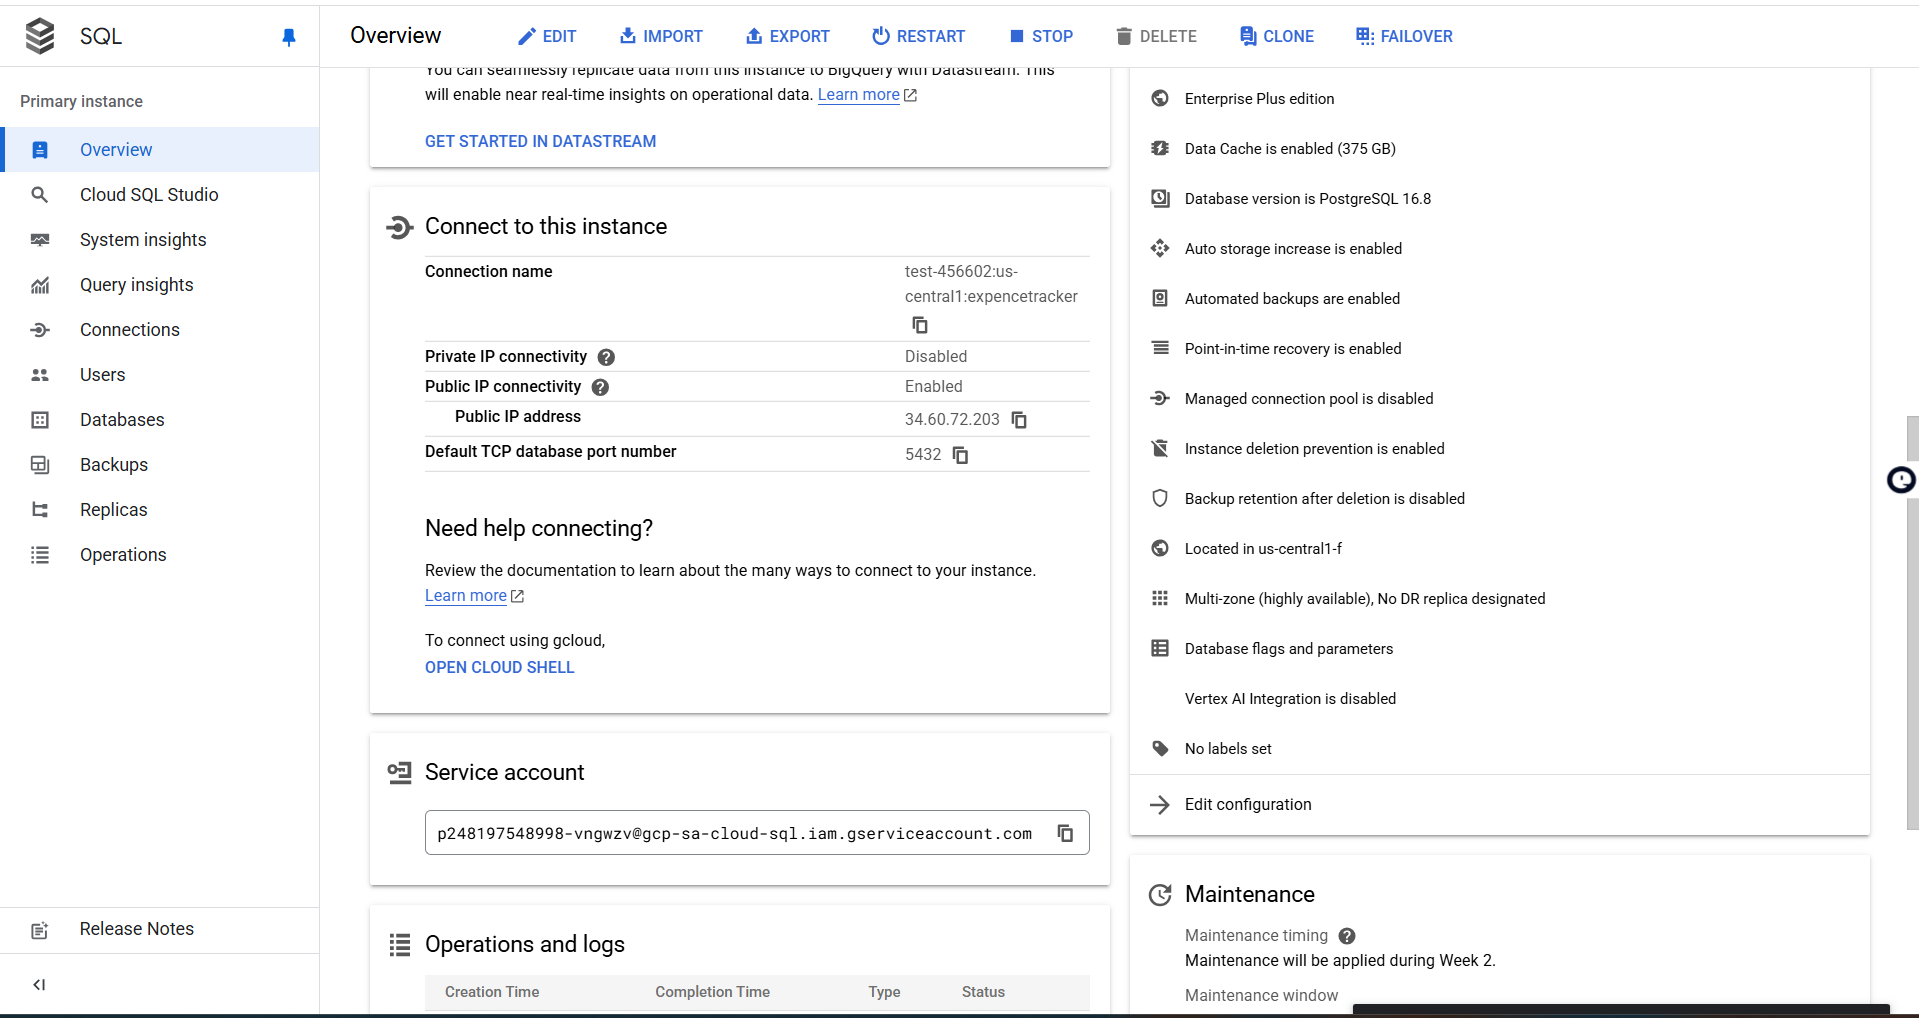 SQL
Overview
EDIT
IMPORT
EXPORT
RESTART
STOP
DELETE
CLONE
FAILOVER
Primary instance
Overview
Cloud SQL Studio
System insights
Query insights
Connections
Users
Databases
Backups
Replicas
Operations
Release Notes
You can seamlessly replicate data from this instance to BigQuery with Datastream. This
will enable near real-time insights on operational data. Learn more
GET STARTED IN DATASTREAM
Connect to this instance
Connection name
test-456602:us-
central1:expencetracker
Private IP connectivity
Disabled
Public IP connectivity
Enabled
Public IP address
34.60.72.203
Default TCP database port number
5432
Need help connecting?
Review the documentation to learn about the many ways to connect to your instance.
Learn more
To connect using gcloud,
OPEN CLOUD SHELL
Service account
p248197548998-vngwzv@gcp-sa-cloud-sql.iam.gserviceaccount.com
Operations and logs
Creation Time
Completion Time
Type
Status
Enterprise Plus edition
Data Cache is enabled (375 GB)
Database version is PostgreSQL 16.8
Auto storage increase is enabled
Automated backups are enabled
Point-in-time recovery is enabled
Managed connection pool is disabled
Instance deletion prevention is enabled
Backup retention after deletion is disabled
Located in us-central1-f
Multi-zone (highly available), No DR replica designated
Database flags and parameters
Vertex AI Integration is disabled
No labels set
Edit configuration
Maintenance
Maintenance timing
Maintenance will be applied during Week 2.
Maintenance window